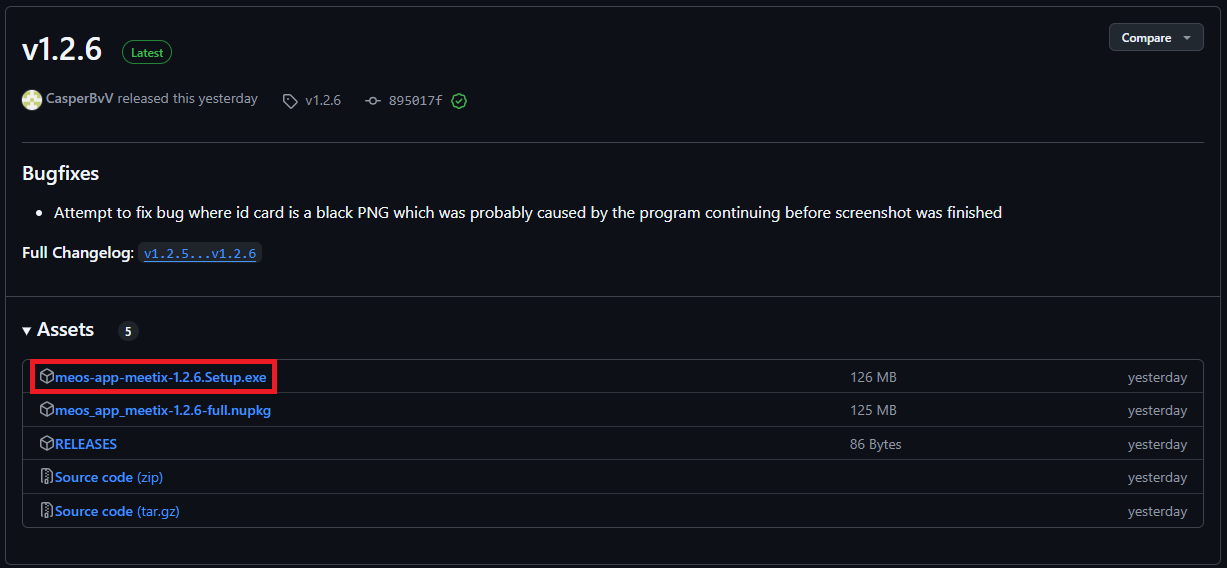 v1.2.6 Latest Compare
CasperBvV released this yesterday v1.2.6 895017f
Bugfixes
Attempt to fix bug where id card is a black PNG which was probably caused by the program continuing before screenshot was finished
Full Changelog: v1.2.5...v1.2.6
Assets 5
meos-app-meetix-1.2.6.Setup.exe 126 MB yesterday
meos_app_meetix-1.2.6-full.nupkg 125 MB yesterday
RELEASES 86 Bytes yesterday
Source code (zip) yesterday
Source code (tar.gz) yesterday